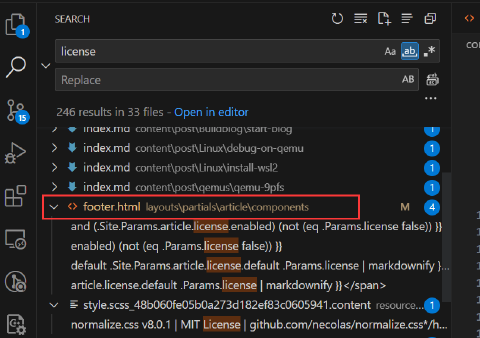 SEARCH
license
Aa
ab
.*
Replace
AB
...
246 results in 33 files - Open in editor
index.md content\post\Buildblog\start-blog
1
index.md content\post\Linux\debug-on-qemu
1
index.md content\post\Linux\install-wsl2
1
index.md content\post\qemus\qemu-9pfs
1
footer.html layouts\partials\article\components
M
4
and (.Site.Params.article.license.enabled) (not (eq .Params.license false)) }}
enabled) (not (eq .Params.license false)) }}
default .Site.Params.article.license.default .Params.license | markdownify }...
article.license.default .Params.license | markdownify }}</span>
style.scss_48b060fe05b0a273d182ef83c0605941.content resource...
1
normalize.css v8.0.1 | MIT License | github.com/necolas/normalize.css*/h...
1
15
co
1